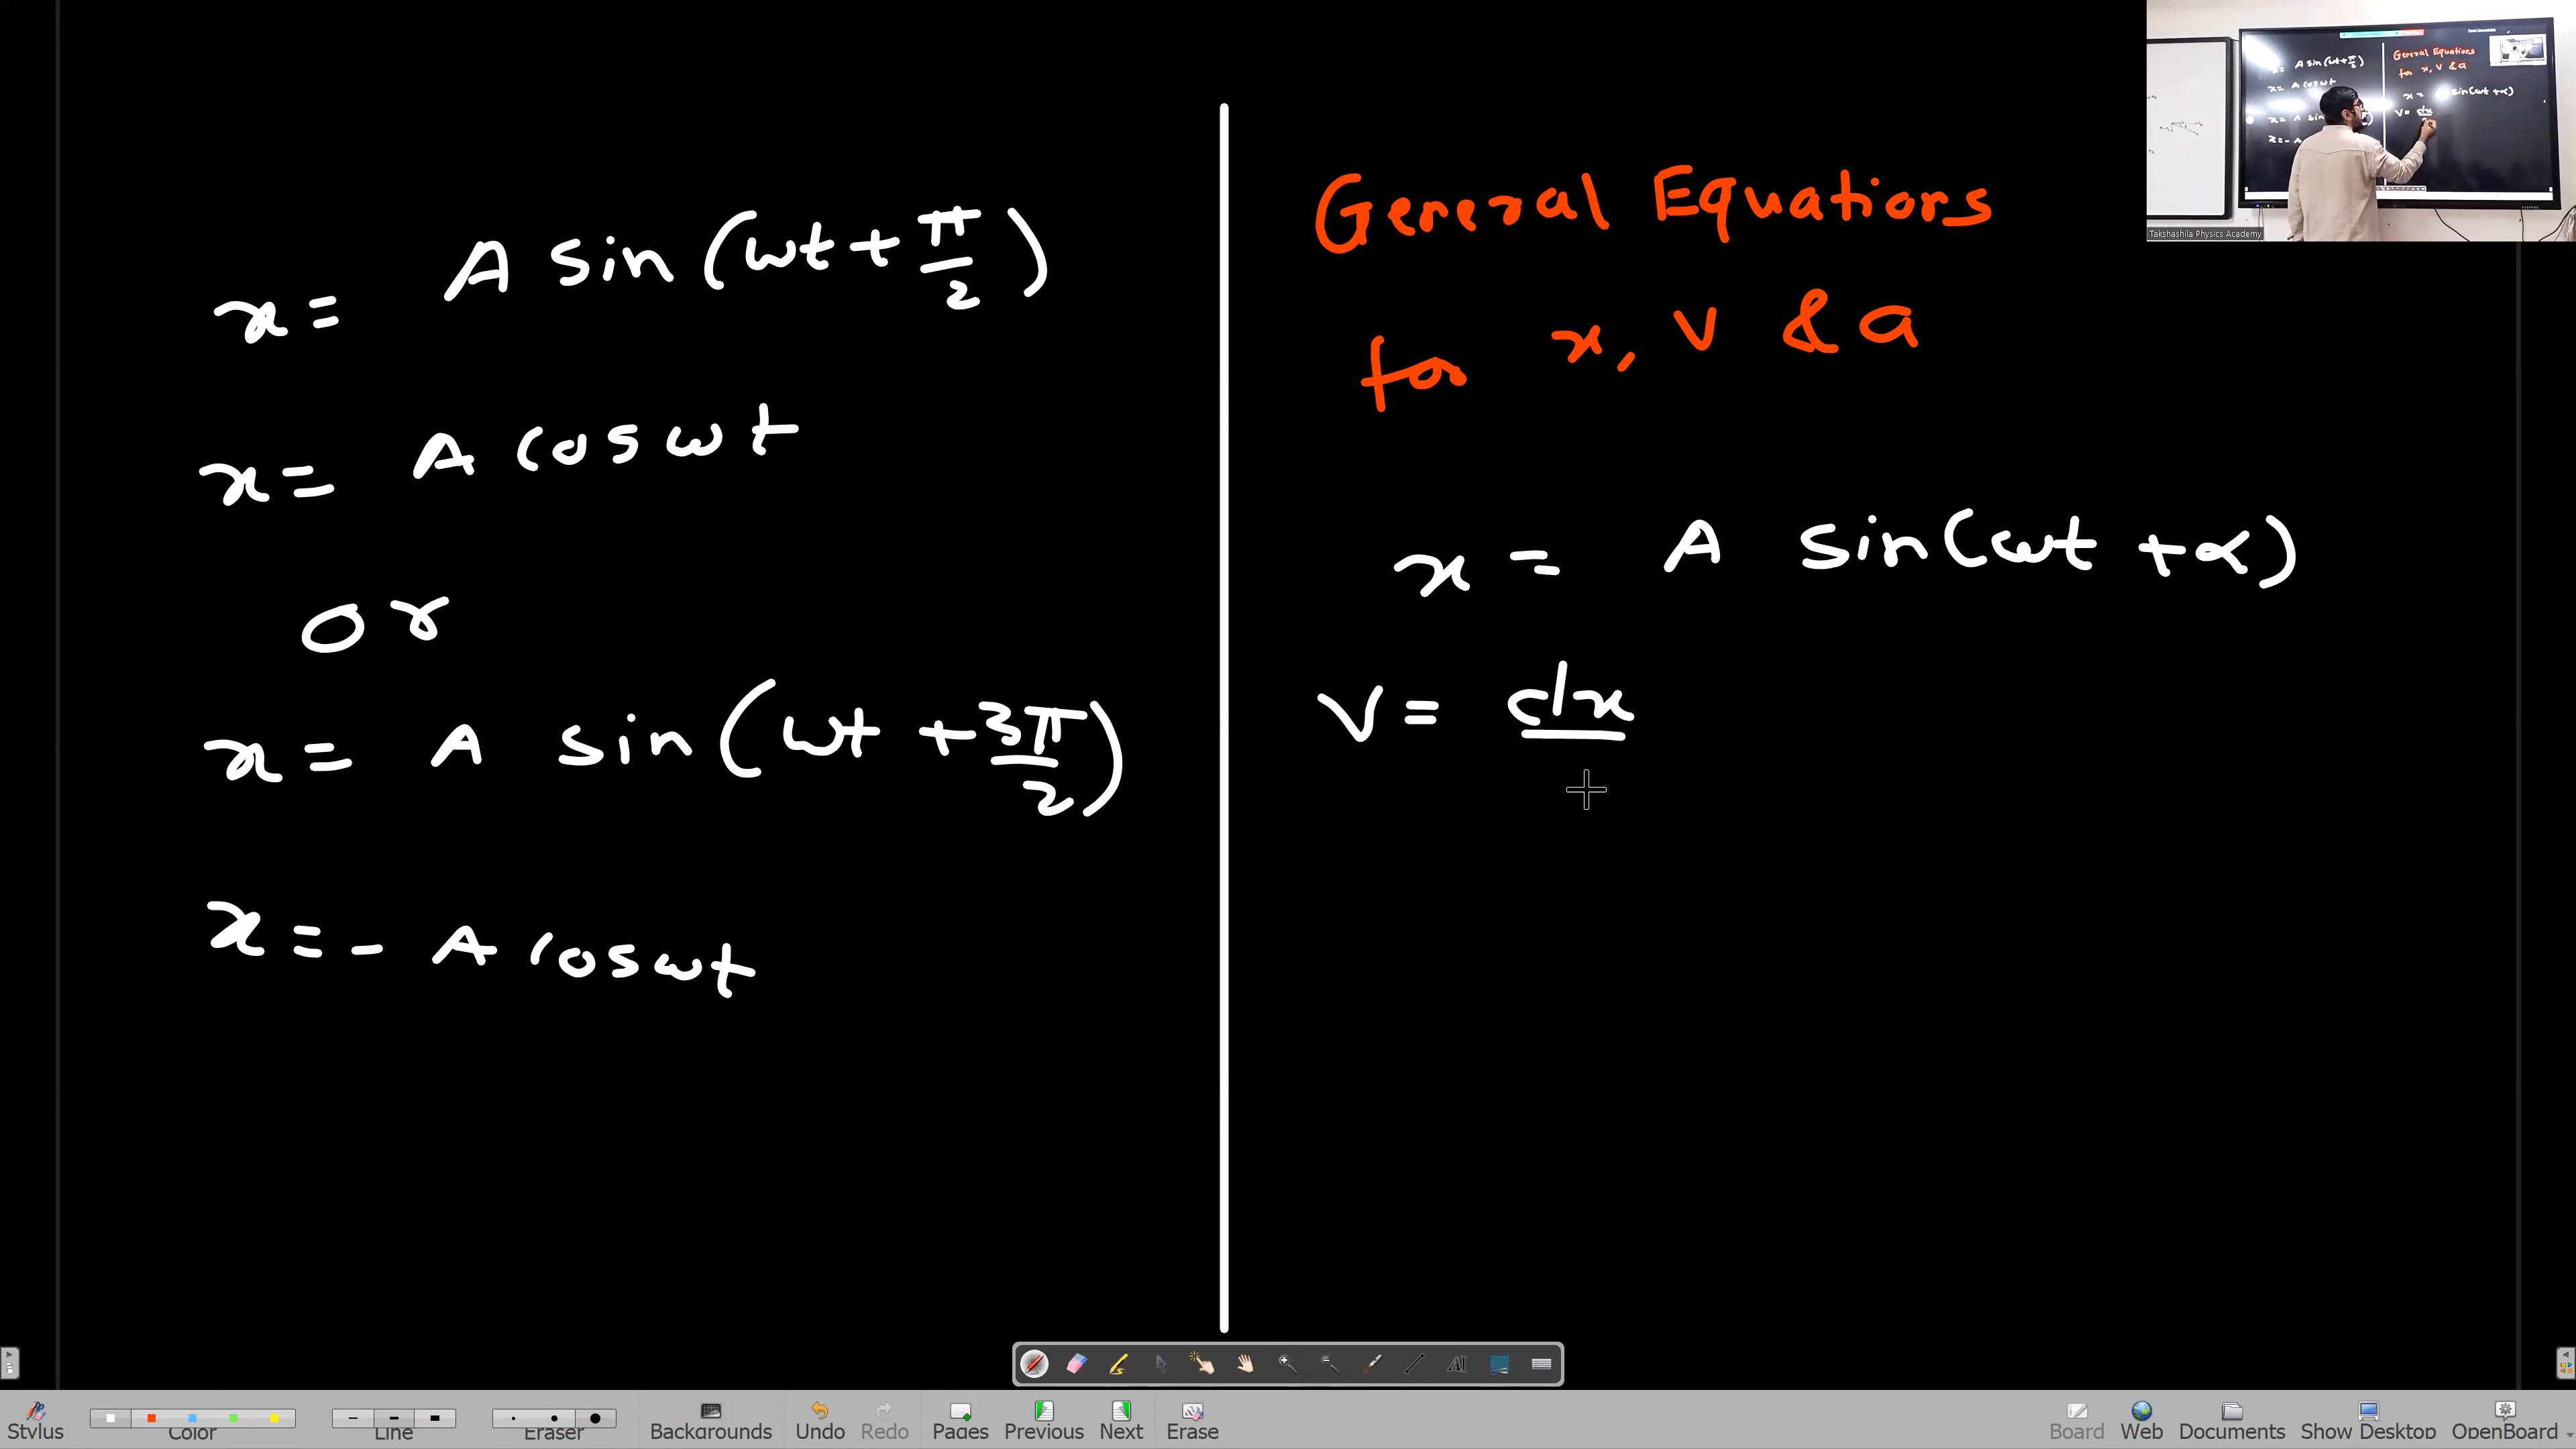 x = A sin(ωt + π/2)
x = A cos ωt
or
x = A sin(ωt + 3π/2)
x = - A cos ωt
General Equations
for x, v & a
x = A sin(ωt + α)
V = dx
Takshashila Physics Academy
Stylus
Color
Line
Eraser
Backgrounds
Undo
Redo
Pages
Previous
Next
Erase
Board
Web
Documents
Show Desktop
OpenBoard